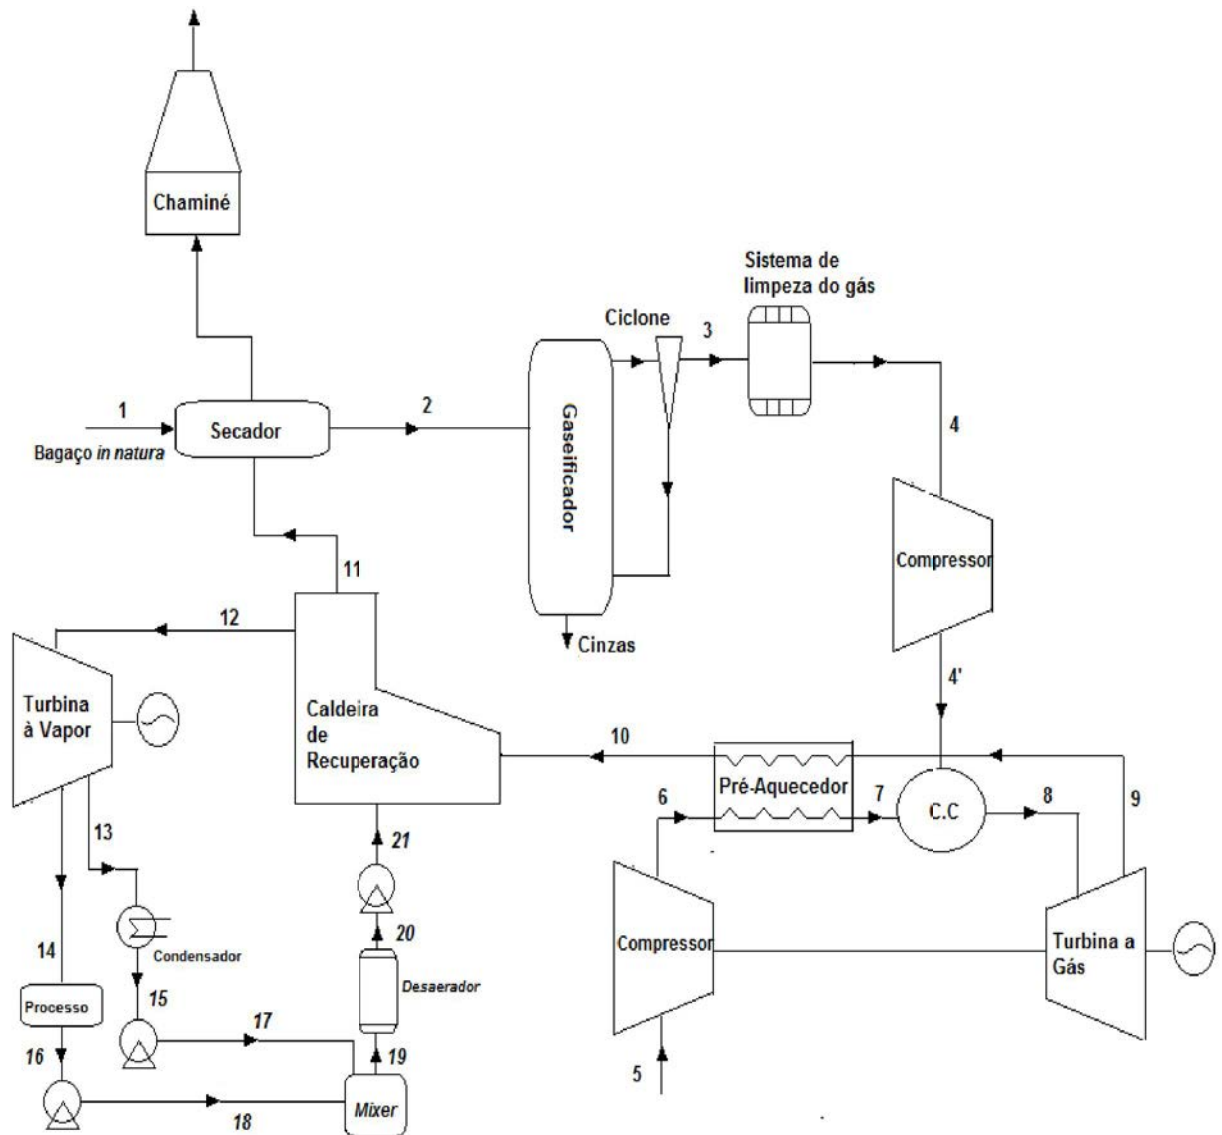 Chaminé
Sistema de
limpeza do gás
Ciclone
3
1
Secador
2
Bagaço in natura
Gaseificador
4
Compressor
11
12
Cinzas
4'
Turbina
à Vapor
Caldeira
de
Recuperação
10
Pré-Aquecedor
6
7
C.C
8
9
13
21
14
Condensador
20
Desaerador
Compressor
Turbina a
Gás
Processo
15
17
16
19
5
18
Mixer